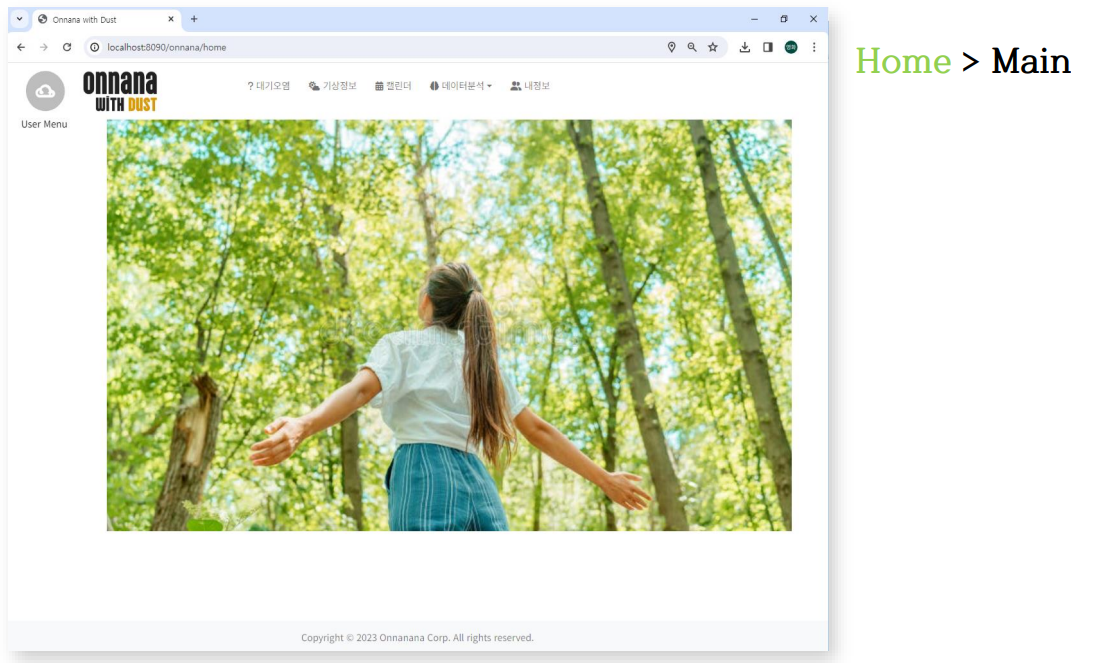 Onnana with Dust
localhost:8090/onnana/home
Home > Main
onnana
WITH DUST
? 대기오염 기상정보 캘린더 데이터분석 내정보
User Menu
Copyright © 2023 Onnanana Corp. All rights reserved.